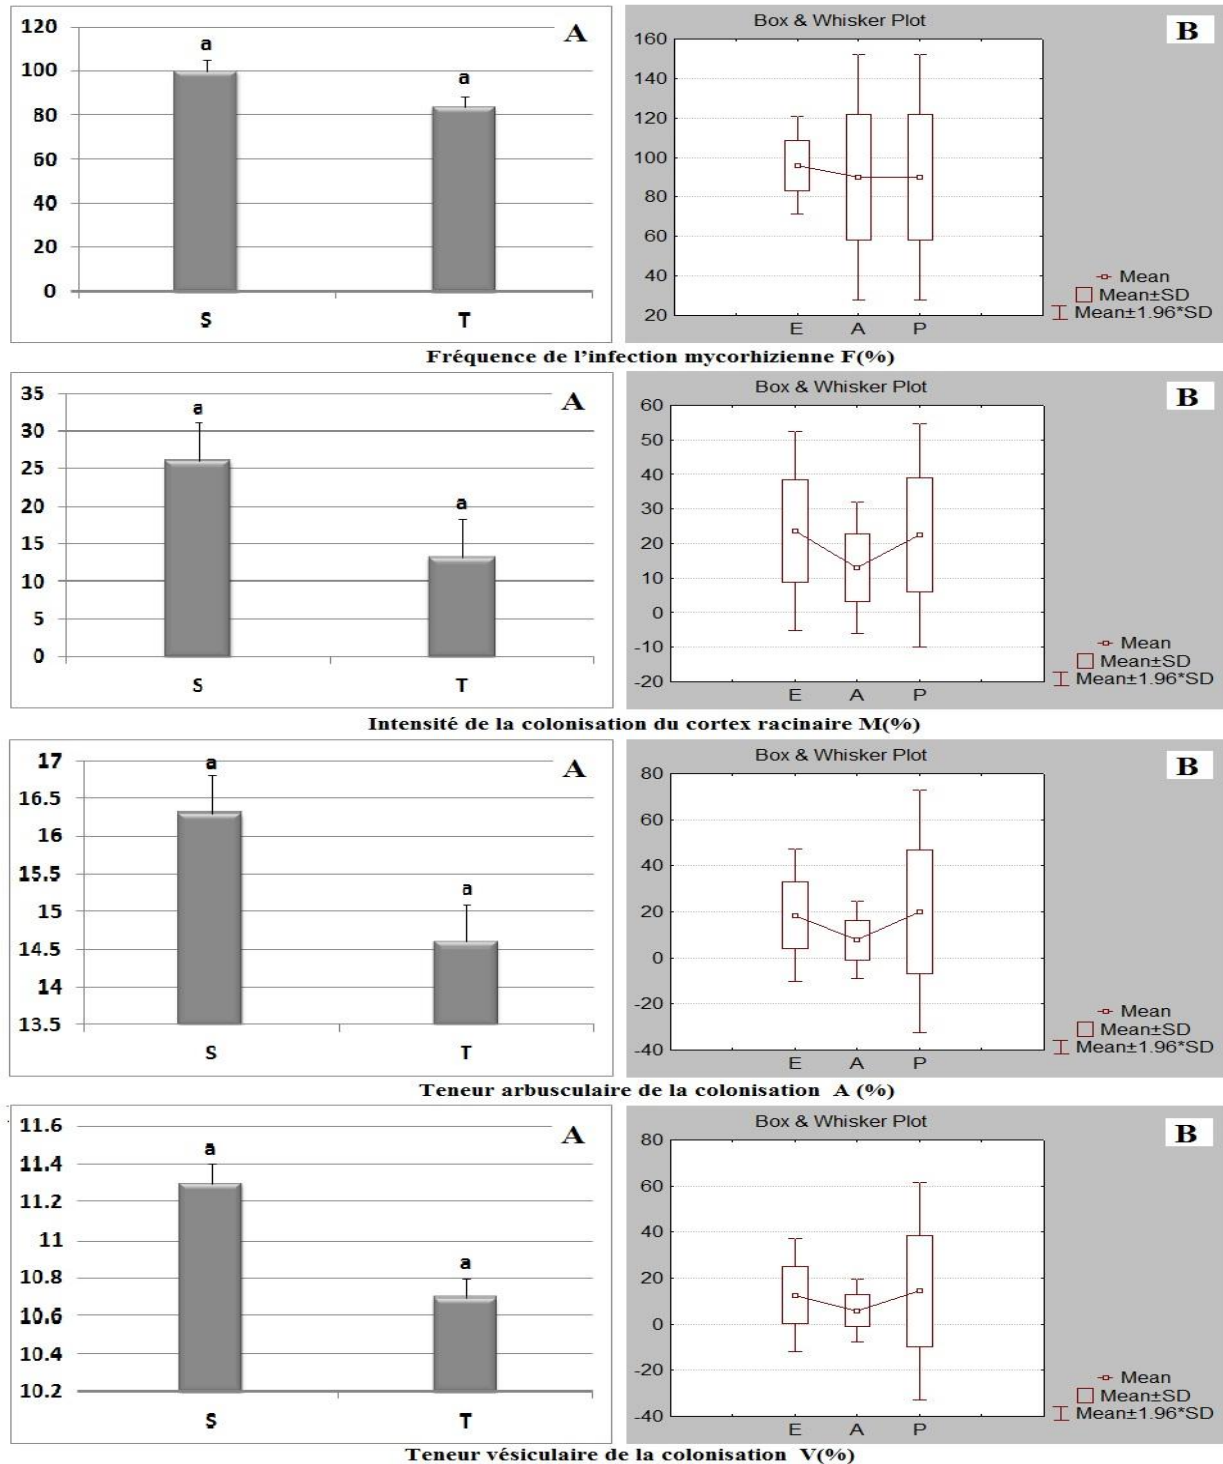 A
120
100
80
60
40
20
0
a
a
S
T
Box & Whisker Plot
B
160
140
120
100
80
60
40
20
E A P
Mean
Mean±SD
Mean±1.96*SD
Fréquence de l'infection mycorhizienne F(%)
A
35
30
25
20
15
10
5
0
a
a
S
T
Box & Whisker Plot
B
60
50
40
30
20
10
0
-10
-20
E A P
Mean
Mean±SD
Mean±1.96*SD
Intensité de la colonisation du cortex racinaire M(%)
A
17
16.5
16
15.5
15
14.5
14
13.5
a
a
S
T
Box & Whisker Plot
B
80
60
40
20
0
-20
-40
E A P
Mean
Mean±SD
Mean±1.96*SD
Teneur arbusculaire de la colonisation A (%)
A
11.6
11.4
11.2
11
10.8
10.6
10.4
10.2
a
a
S
T
Box & Whisker Plot
B
80
60
40
20
0
-20
-40
E A P
Mean
Mean±SD
Mean±1.96*SD
Teneur vésiculaire de la colonisation V(%)